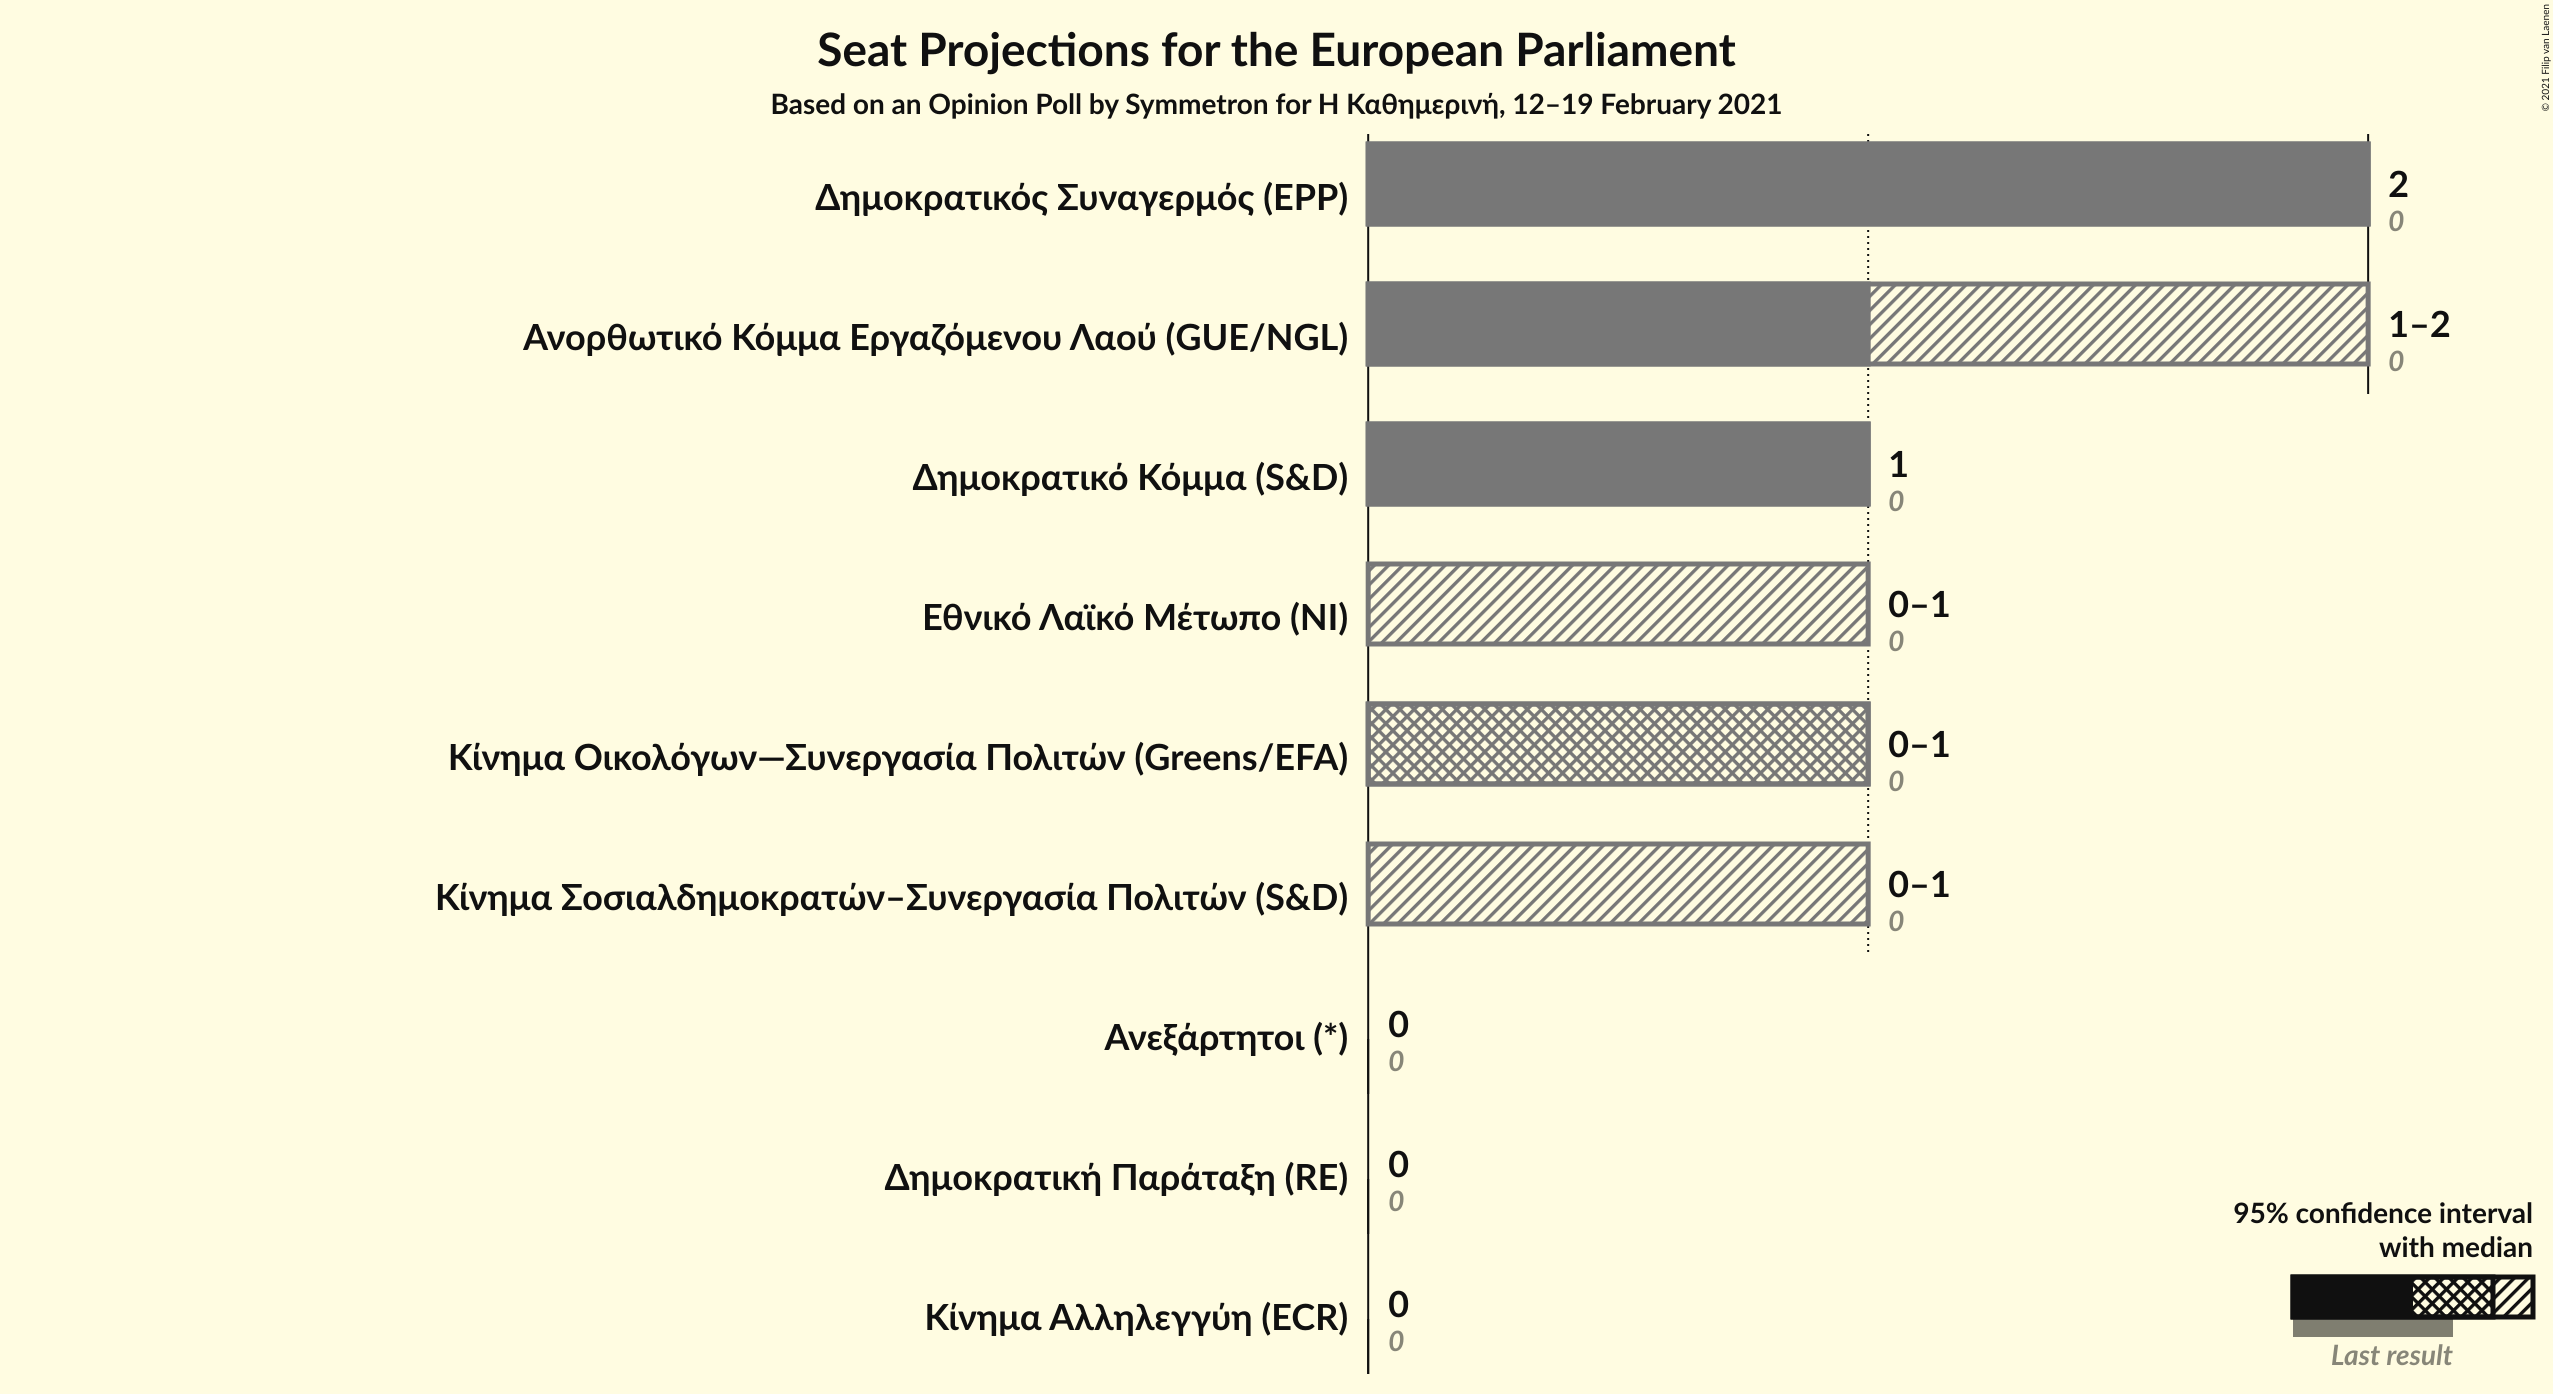 Seat Projections for the European Parliament
Based on an Opinion Poll by Symmetron for Η Καθημερινή, 12–19 February 2021
© 2021 Filip van Laenen
Δημοκρατικός Συναγερμός (EPP)
2
0
Ανορθωτικό Κόμμα Εργαζόμενου Λαού (GUE/NGL)
1–2
0
Δημοκρατικό Κόμμα (S&D)
1
0
Εθνικό Λαϊκό Μέτωπο (NI)
0–1
0
Κίνημα Οικολόγων—Συνεργασία Πολιτών (Greens/EFA)
0–1
0
Κίνημα Σοσιαλδημοκρατών–Συνεργασία Πολιτών (S&D)
0–1
0
Ανεξάρτητοι (*)
0
0
Δημοκρατική Παράταξη (RE)
0
0
Κίνημα Αλληλεγγύη (ECR)
0
0
95% confidence interval
with median
Last result